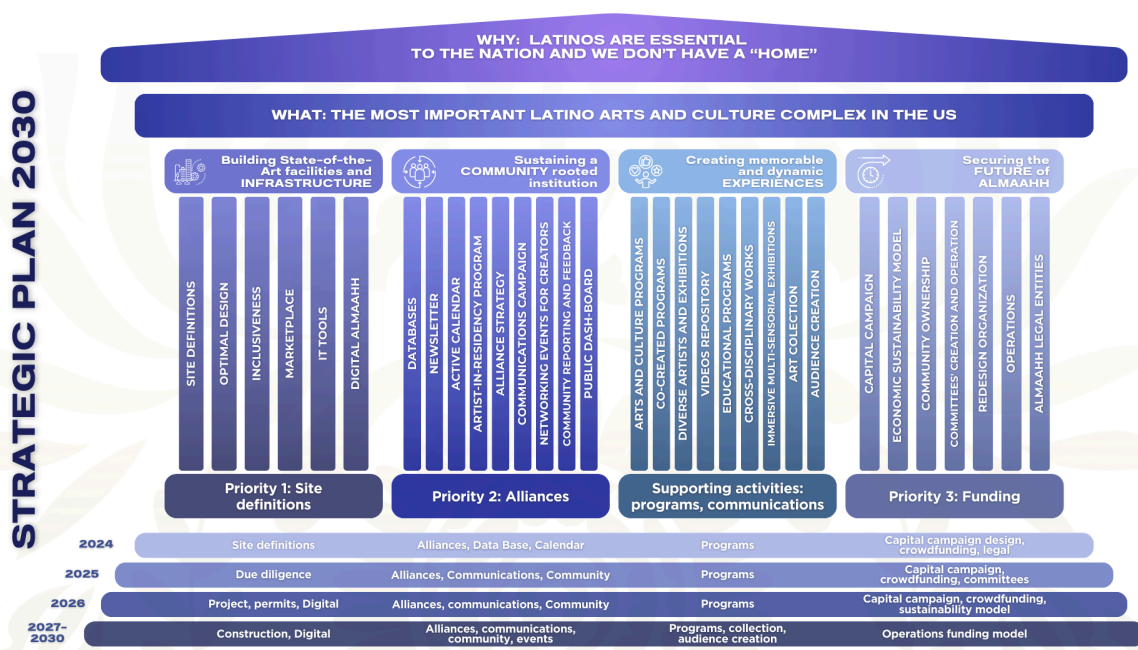 STRATEGIC PLAN 2030
WHY: LATINOS ARE ESSENTIAL
TO THE NATION AND WE DON'T HAVE A “HOME”
WHAT: THE MOST IMPORTANT LATINO ARTS AND CULTURE COMPLEX IN THE US
Building State-of-the-
Art facilities and
INFRASTRUCTURE
SITE DEFINITIONS
OPTIMAL DESIGN
INCLUSIVENESS
MARKETPLACE
IT TOOLS
DIGITAL ALMAAHH
Priority 1: Site
definitions
Sustaining a
COMMUNITY rooted
institution
DATABASES
NEWSLETTER
ACTIVE CALENDAR
ARTIST-IN-RESIDENCY PROGRAM
ALLIANCE STRATEGY
COMMUNICATIONS CAMPAIGN
NETWORKING EVENTS FOR CREATORS
COMMUNITY REPORTING AND FEEDBACK
PUBLIC DASH-BOARD
Priority 2: Alliances
Creating memorable
and dynamic
EXPERIENCES
ARTS AND CULTURE PROGRAMS
CO-CREATED PROGRAMS
DIVERSE ARTISTS AND EXHIBITIONS
VIDEOS REPOSITORY
EDUCATIONAL PROGRAMS
CROSS-DISCIPLINARY WORKS
IMMERSIVE MULTI-SENSORIAL EXHIBITIONS
ART COLLECTION
AUDIENCE CREATION
Supporting activities:
programs, communications
Securing the
FUTURE of
ALMAAHH
CAPITAL CAMPAIGN
ECONOMIC SUSTAINABILITY MODEL
COMMUNITY OWNERSHIP
COMMITTEES' CREATION AND OPERATION
REDESIGN ORGANIZATION
OPERATIONS
ALMAAHH LEGAL ENTITIES
Priority 3: Funding
2024
Site definitions
Alliances, Data Base, Calendar
Programs
Capital campaign design,
crowdfunding, legal
2025
Due diligence
Alliances, Communications, Community
Programs
Capital campaign,
crowdfunding, committees
2026
Project, permits, Digital
Alliances, communications, Community
Programs
Capital campaign, crowdfunding,
sustainability model
2027-
2030
Construction, Digital
Alliances, communications,
community, events
Programs, collection,
audience creation
Operations funding model